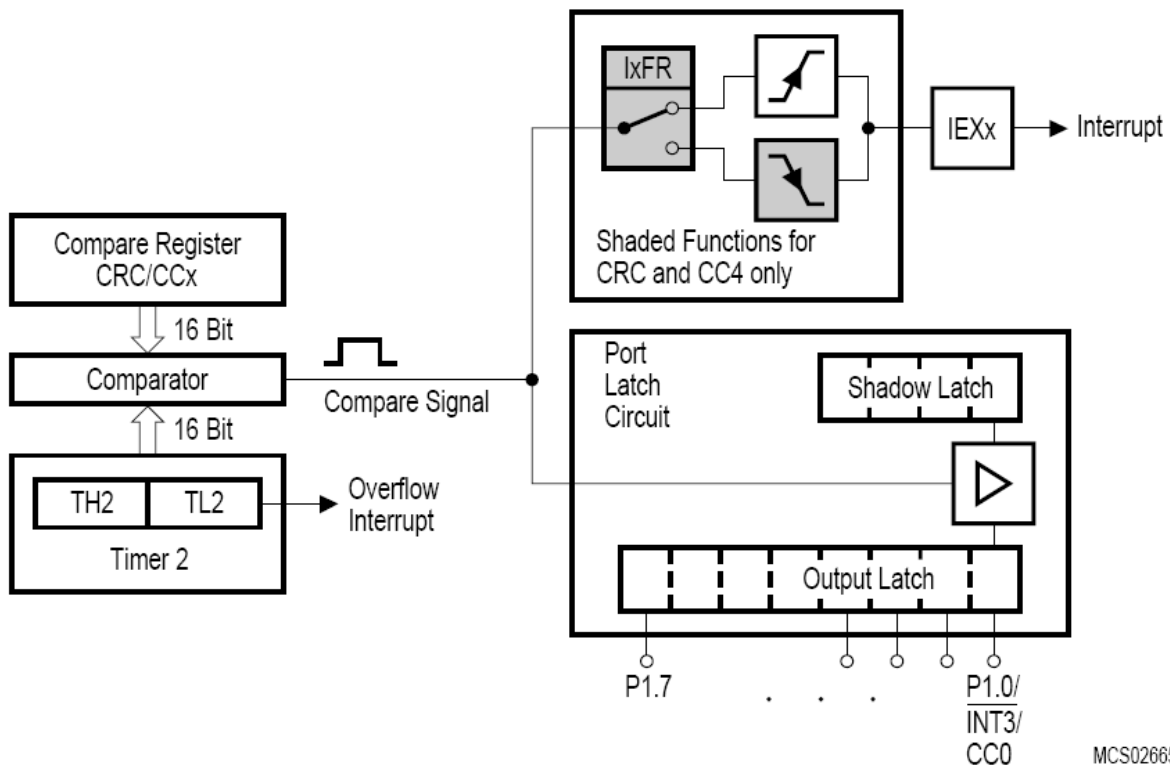 IxFR
IEXx
Interrupt
Shaded Functions for
CRC and CC4 only
Compare Register
CRC/CCx
16 Bit
Comparator
Compare Signal
16 Bit
TH2
TL2
Timer 2
Overflow
Interrupt
Port
Latch
Circuit
Shadow Latch
Output Latch
P1.7
. . .
P1.0/
INT3/
CC0
MCS02665